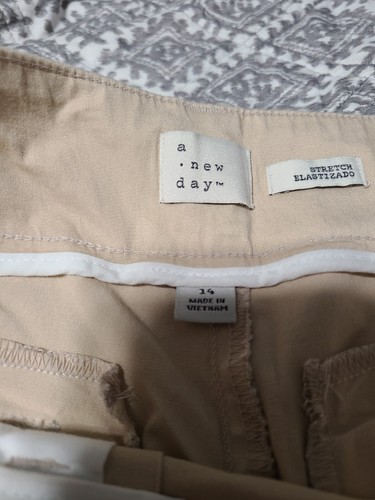 a
· new
day™
STRETCH
ELASTIZADO
14
MADE IN
VIETNAM